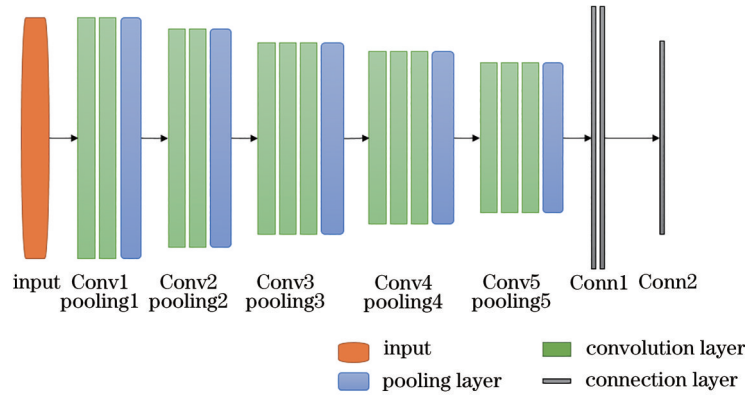 input Conv1 Conv2 Conv3 Conv4 Conv5 Conn1 Conn2
pooling1 pooling2 pooling3 pooling4 pooling5
input convolution layer
pooling layer connection layer